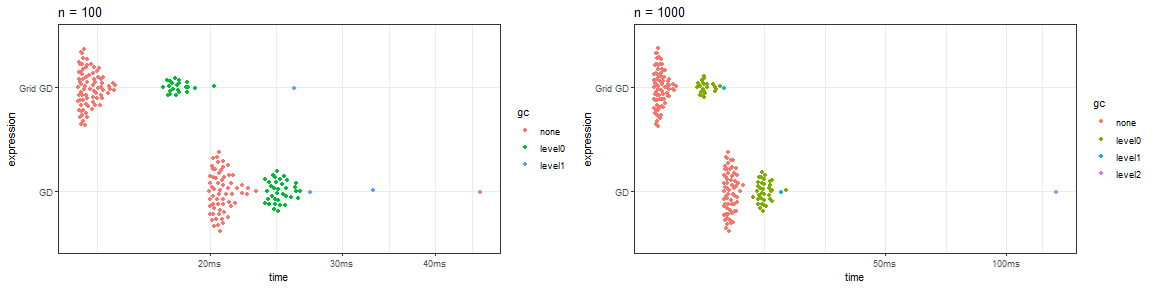 n = 100
expression
Grid GD
GD
20ms
30ms
40ms
time
gc
none
level0
level1
n = 1000
expression
Grid GD
GD
50ms
100ms
time
gc
none
level0
level1
level2